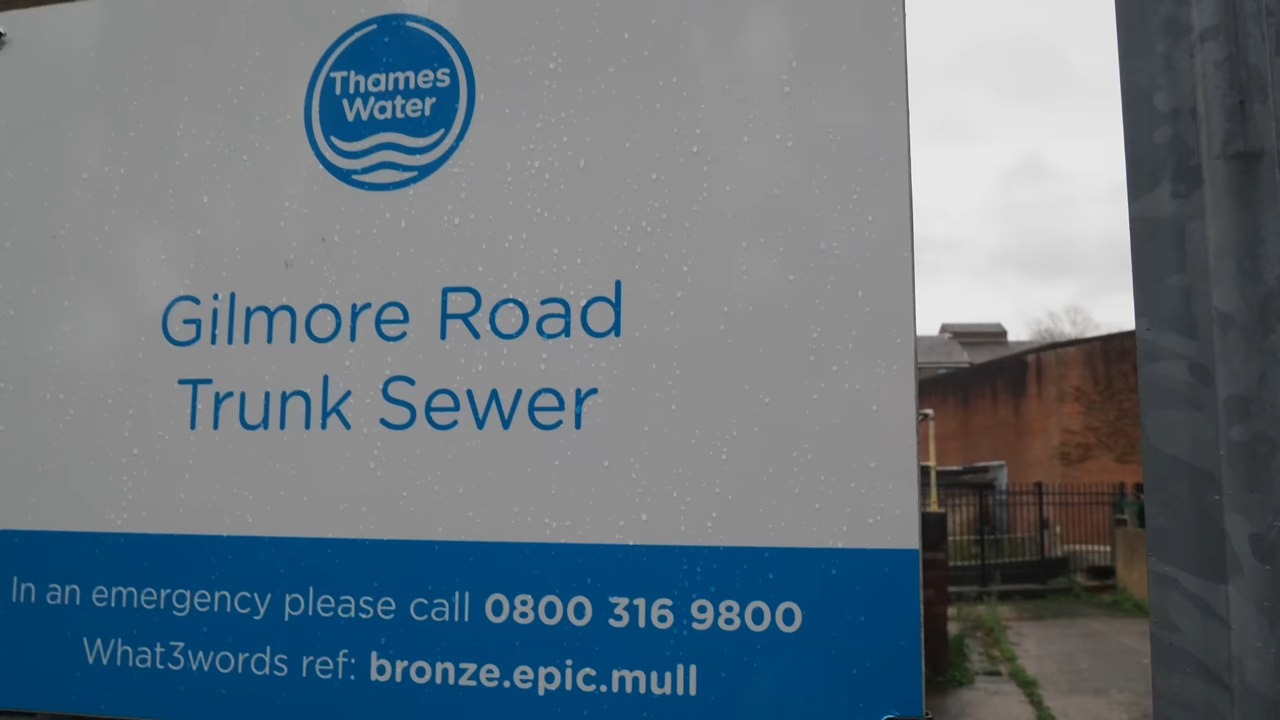 Thames
Water
Gilmore Road
Trunk Sewer
In an emergency please call 0800 316 9800
What3words ref: bronze.epic.mull